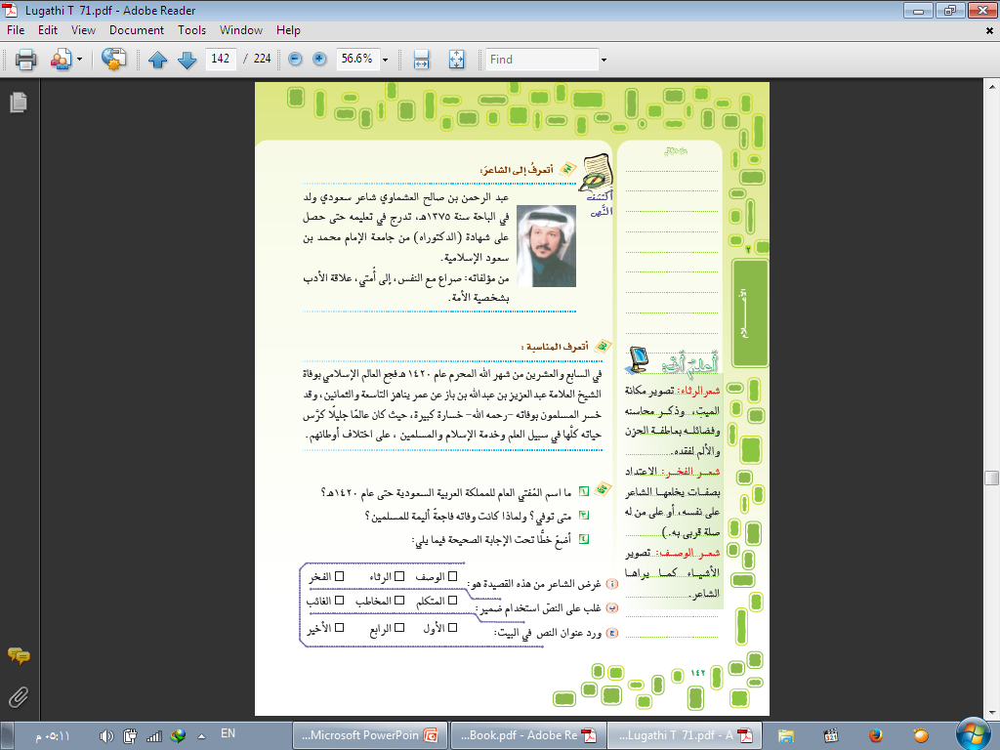 Lugathi T 71.pdf - Adobe Reader
File Edit View Document Tools Window Help
142 / 224 56.6% Find
أتعرفُ إلى الشاعرَ:
أكتشفُ
النَّص
عبد الرحمن بن صالح العشماوي شاعر سعودي ولد
في الباحة سنة ١٣٧٥هـ، تدرج في تعليمه حتى حصل
على شهادة (الدكتوراه) من جامعة الإمام محمد بن
سعود الإسلامية.
من مؤلفاته: صراع مع النفس، إلى أُمتي، علاقة الأدب
بشخصية الأمة.
أتعرف المناسبة :
في السابع والعشرين من شهر الله المحرم عام ١٤٢٠ هـ فجع العالم الإسلامي بوفاة
الشيخ العلامة عبد العزيز بن عبدالله بن باز عن عمر يناهز التاسعة والثمانين، وقد
خسر المسلمون بوفاته -رحمه الله- خسارة كبيرة، حيث كان عالمًا جليلًا كرَّس
حياته كلَّها في سبيل العلم وخدمة الإسلام والمسلمين ، على اختلاف أوطانهم.
١ ما اسم المُفتي العام للمملكة العربية السعودية حتى عام ١٤٢٠هـ؟
متى توفي؟ ولماذا كانت وفاته فاجعةً أليمة للمسلمين؟
أضعُ خطًّا تحت الإجابة الصحيحة فيما يلي:
أ غرض الشاعر من هذه القصيدة هو: الوصف الرثاء الفخر
ب غلب على النصّ استخدام ضمير: المتكلم المخاطب الغائب
ج ورد عنوان النص في البيت: الأول الرابع الأخير
٢
الأعـــلام
أعلمُ أنَّ:
شعر الرثاء: تصوير مكانة
الميت، وذكر محاسنه
وفضائله بعاطفة الحزن
والألم لفقده.
شعر الفخر: الاعتداد
بصفات يخلعها الشاعر
على نفسه، أو على من له
صلة قربى به.)
شعر الوصف: تصوير
الأشياء كما يراها
الشاعر.
١٤٢
٠٥:١١ م
EN
...Microsoft PowerPoin
...Book.pdf - Adobe Re
...Lugathi T 71.pdf - A